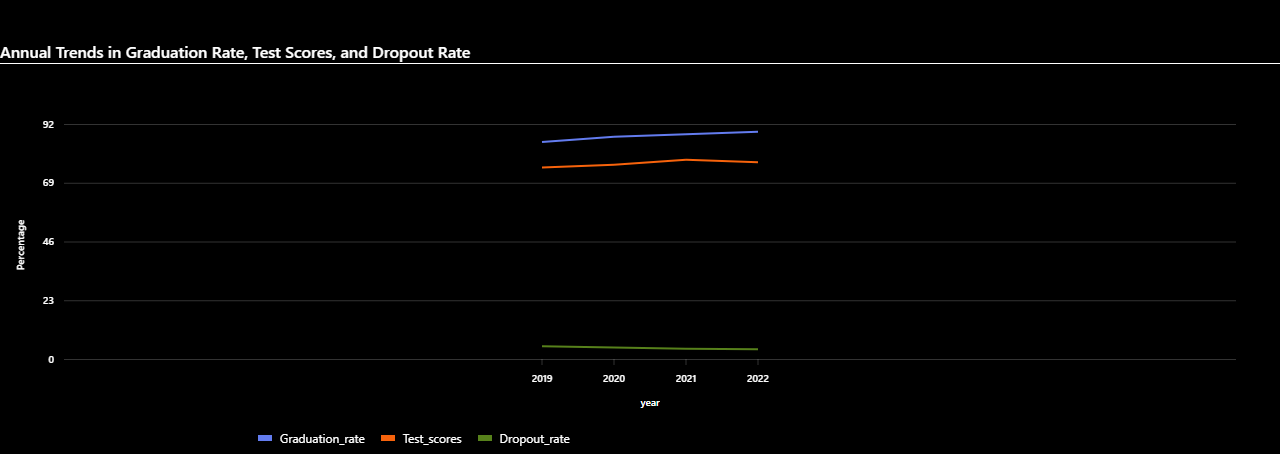 Annual Trends in Graduation Rate, Test Scores, and Dropout Rate
92
69
46
23
0
Percentage
2019 2020 2021 2022
year
Graduation_rate Test_scores Dropout_rate